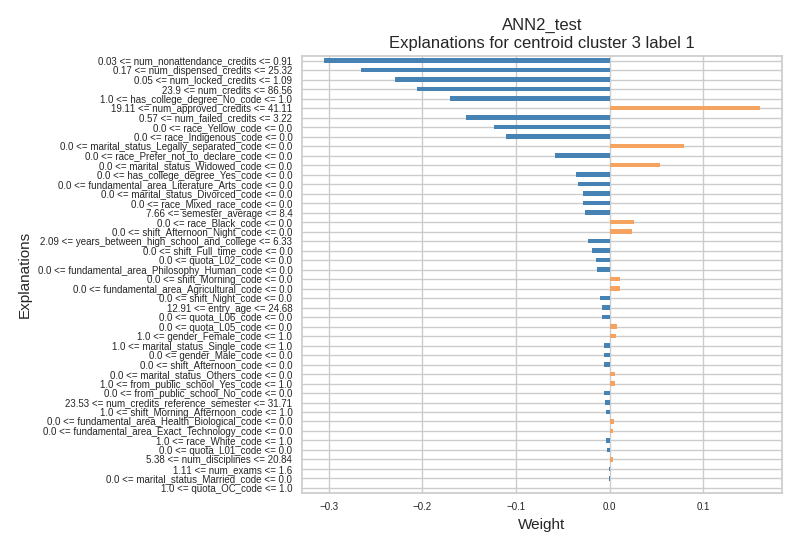 ANN2_test
Explanations for centroid cluster 3 label 1
0.03 <= num_nonattendance_credits <= 0.91
0.17 <= num_dispensed_credits <= 25.32
0.05 <= num_locked_credits <= 1.09
23.9 <= num_credits <= 86.56
1.0 <= has_college_degree_No_code <= 1.0
19.11 <= num_approved_credits <= 41.11
0.57 <= num_failed_credits <= 3.22
0.0 <= race_Yellow_code <= 0.0
0.0 <= race_Indigenous_code <= 0.0
0.0 <= marital_status_Legally_separated_code <= 0.0
0.0 <= race_Prefer_not_to_declare_code <= 0.0
0.0 <= marital_status_Widowed_code <= 0.0
0.0 <= has_college_degree_Yes_code <= 0.0
0.0 <= fundamental_area_Literature_Arts_code <= 0.0
0.0 <= marital_status_Divorced_code <= 0.0
0.0 <= race_Mixed_race_code <= 0.0
7.66 <= semester_average <= 8.4
0.0 <= race_Black_code <= 0.0
0.0 <= shift_Afternoon_Night_code <= 0.0
2.09 <= years_between_high_school_and_college <= 6.33
0.0 <= shift_Full_time_code <= 0.0
0.0 <= quota_L02_code <= 0.0
0.0 <= fundamental_area_Philosophy_Human_code <= 0.0
0.0 <= shift_Morning_code <= 0.0
0.0 <= fundamental_area_Agricultural_code <= 0.0
0.0 <= shift_Night_code <= 0.0
12.91 <= entry_age <= 24.68
0.0 <= quota_L06_code <= 0.0
0.0 <= quota_L05_code <= 0.0
1.0 <= gender_Female_code <= 1.0
1.0 <= marital_status_Single_code <= 1.0
0.0 <= gender_Male_code <= 0.0
0.0 <= shift_Afternoon_code <= 0.0
0.0 <= marital_status_Others_code <= 0.0
1.0 <= from_public_school_Yes_code <= 1.0
0.0 <= from_public_school_No_code <= 0.0
23.53 <= num_credits_reference_semester <= 31.71
1.0 <= shift_Morning_Afternoon_code <= 1.0
0.0 <= fundamental_area_Health_Biological_code <= 0.0
0.0 <= fundamental_area_Exact_Technology_code <= 0.0
1.0 <= race_White_code <= 1.0
0.0 <= quota_L01_code <= 0.0
5.38 <= num_disciplines <= 20.84
1.11 <= num_exams <= 1.6
0.0 <= marital_status_Married_code <= 0.0
1.0 <= quota_OC_code <= 1.0
Explanations
−0.3 −0.2 −0.1 0.0 0.1
Weight